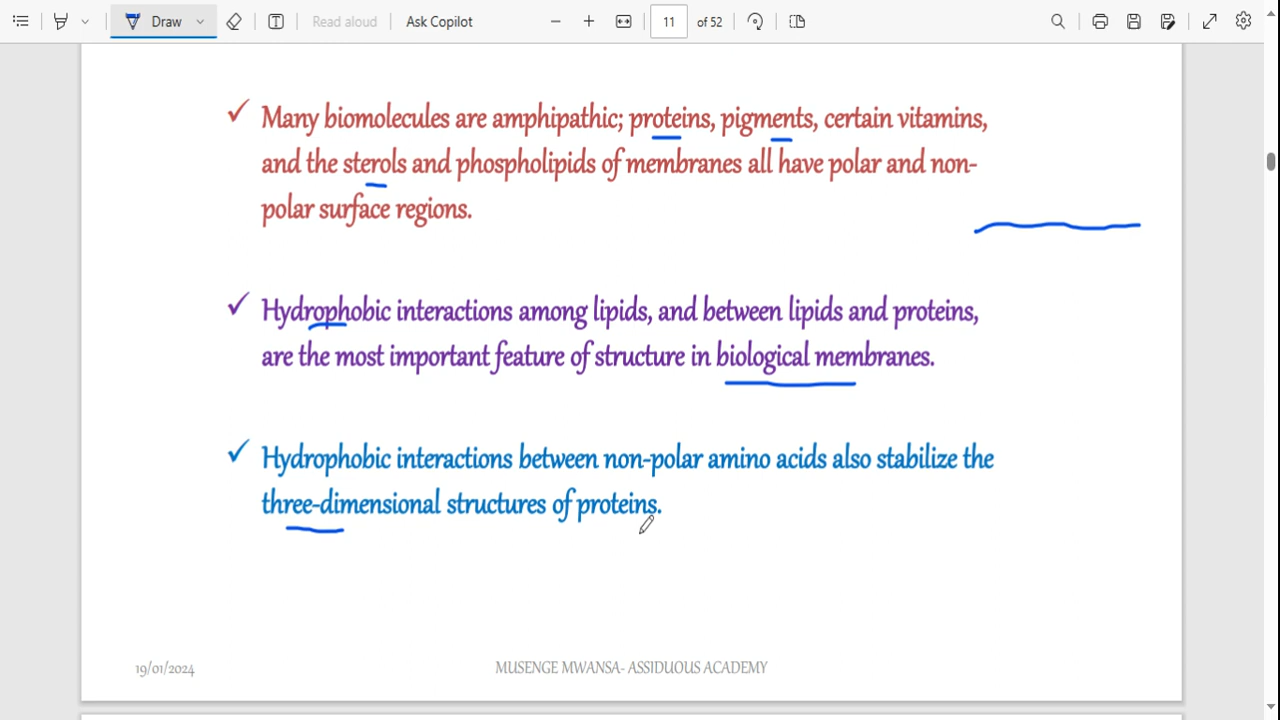 Draw
Read aloud
Ask Copilot
11
of 52
✓ Many biomolecules are amphipathic; proteins, pigments, certain vitamins,
and the sterols and phospholipids of membranes all have polar and non-
polar surface regions.
✓ Hydrophobic interactions among lipids, and between lipids and proteins,
are the most important feature of structure in biological membranes.
✓ Hydrophobic interactions between non-polar amino acids also stabilize the
three-dimensional structures of proteins.
19/01/2024
MUSENGE MWANSA- ASSIDUOUS ACADEMY